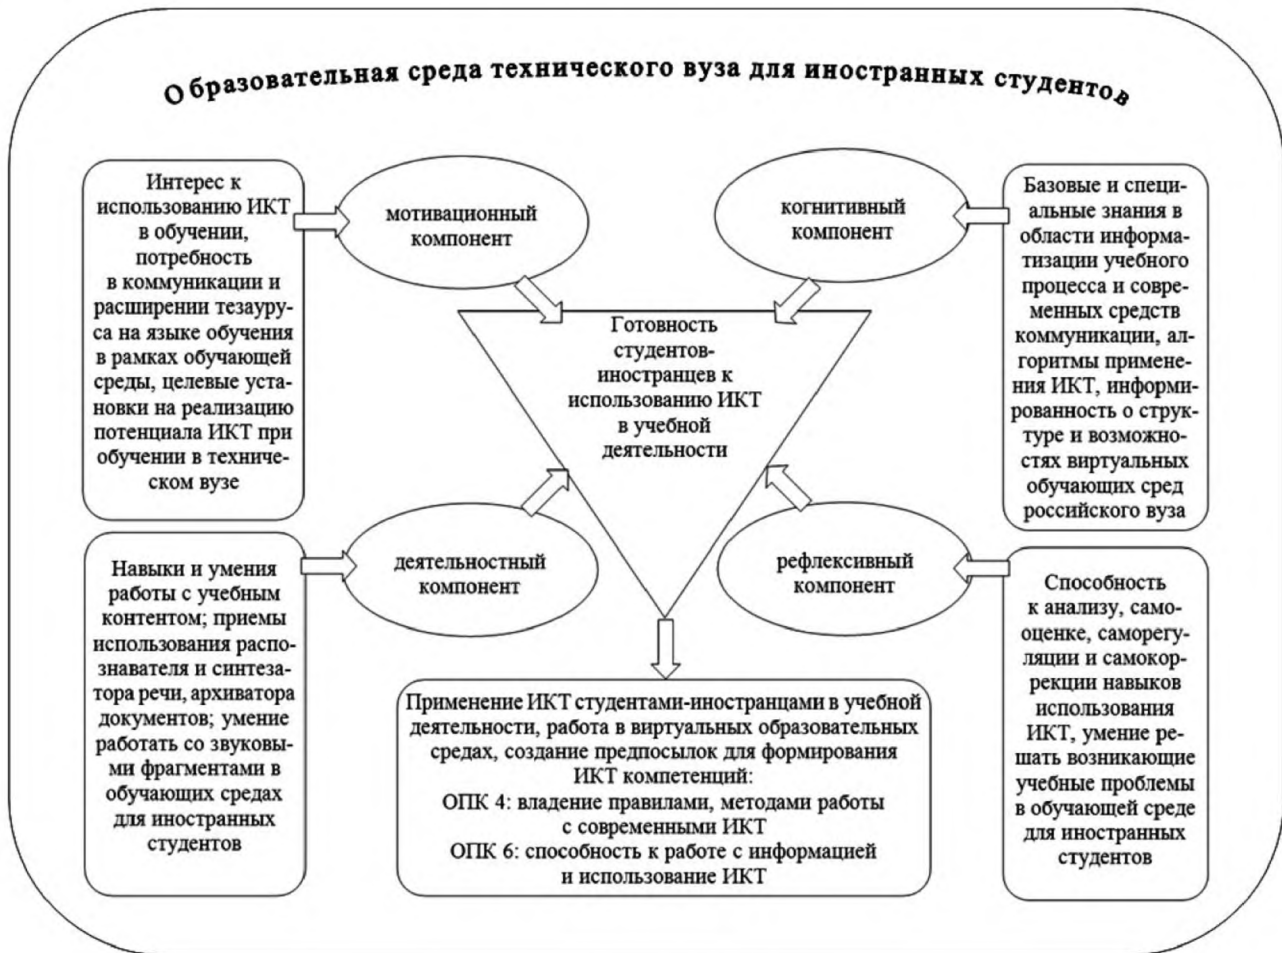 Образовательная среда технического вуза для иностранных студентов
Интерес к
использованию ИКТ
в обучении,
потребность
в коммуникации и
расширении тезауру-
са на языке обучения
в рамках обучающей
среды, целевые уста-
новки на реализацию
потенциала ИКТ при
обучении в техниче-
ском вузе
мотивационный
компонент
когнитивный
компонент
Базовые и специ-
альные знания в
области информа-
тизации учебного
процесса и совре-
менных средств
коммуникации, ал-
горитмы примене-
ния ИКТ, информи-
рованность о струк-
туре и возможно-
стях виртуальных
обучающих сред
российского вуза
Готовность
студентов-
иностранцев к
использованию ИКТ
в учебной
деятельности
Навыки и умения
работы с учебным
контентом; приемы
использования распо-
знавателя и синтеза-
тора речи, архиватора
документов; умение
работать со звуковы-
ми фрагментами в
обучающих средах
для иностранных
студентов
деятельностный
компонент
рефлексивный
компонент
Способность
к анализу, само-
оценке, саморегу-
ляции и самокор-
рекции навыков
использования
ИКТ, умение ре-
шать возникающие
учебные проблемы
в обучающей среде
для иностранных
студентов
Применение ИКТ студентами-иностранцами в учебной
деятельности, работа в виртуальных образовательных
средах, создание предпосылок для формирования
ИКТ компетенций:
ОПК 4: владение правилами, методами работы
с современными ИКТ
ОПК 6: способность к работе с информацией
и использование ИКТ